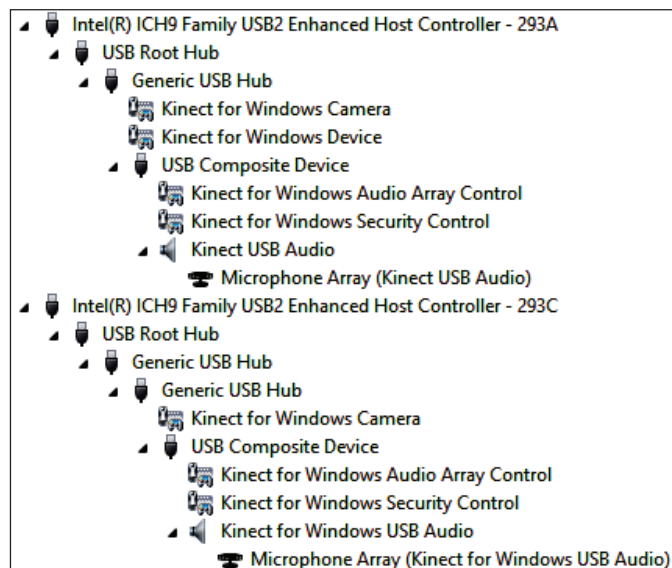 Intel(R) ICH9 Family USB2 Enhanced Host Controller - 293A
USB Root Hub
Generic USB Hub
Kinect for Windows Camera
Kinect for Windows Device
USB Composite Device
Kinect for Windows Audio Array Control
Kinect for Windows Security Control
Kinect USB Audio
Microphone Array (Kinect USB Audio)
Intel(R) ICH9 Family USB2 Enhanced Host Controller - 293C
USB Root Hub
Generic USB Hub
Generic USB Hub
Kinect for Windows Camera
USB Composite Device
Kinect for Windows Audio Array Control
Kinect for Windows Security Control
Kinect for Windows USB Audio
Microphone Array (Kinect for Windows USB Audio)